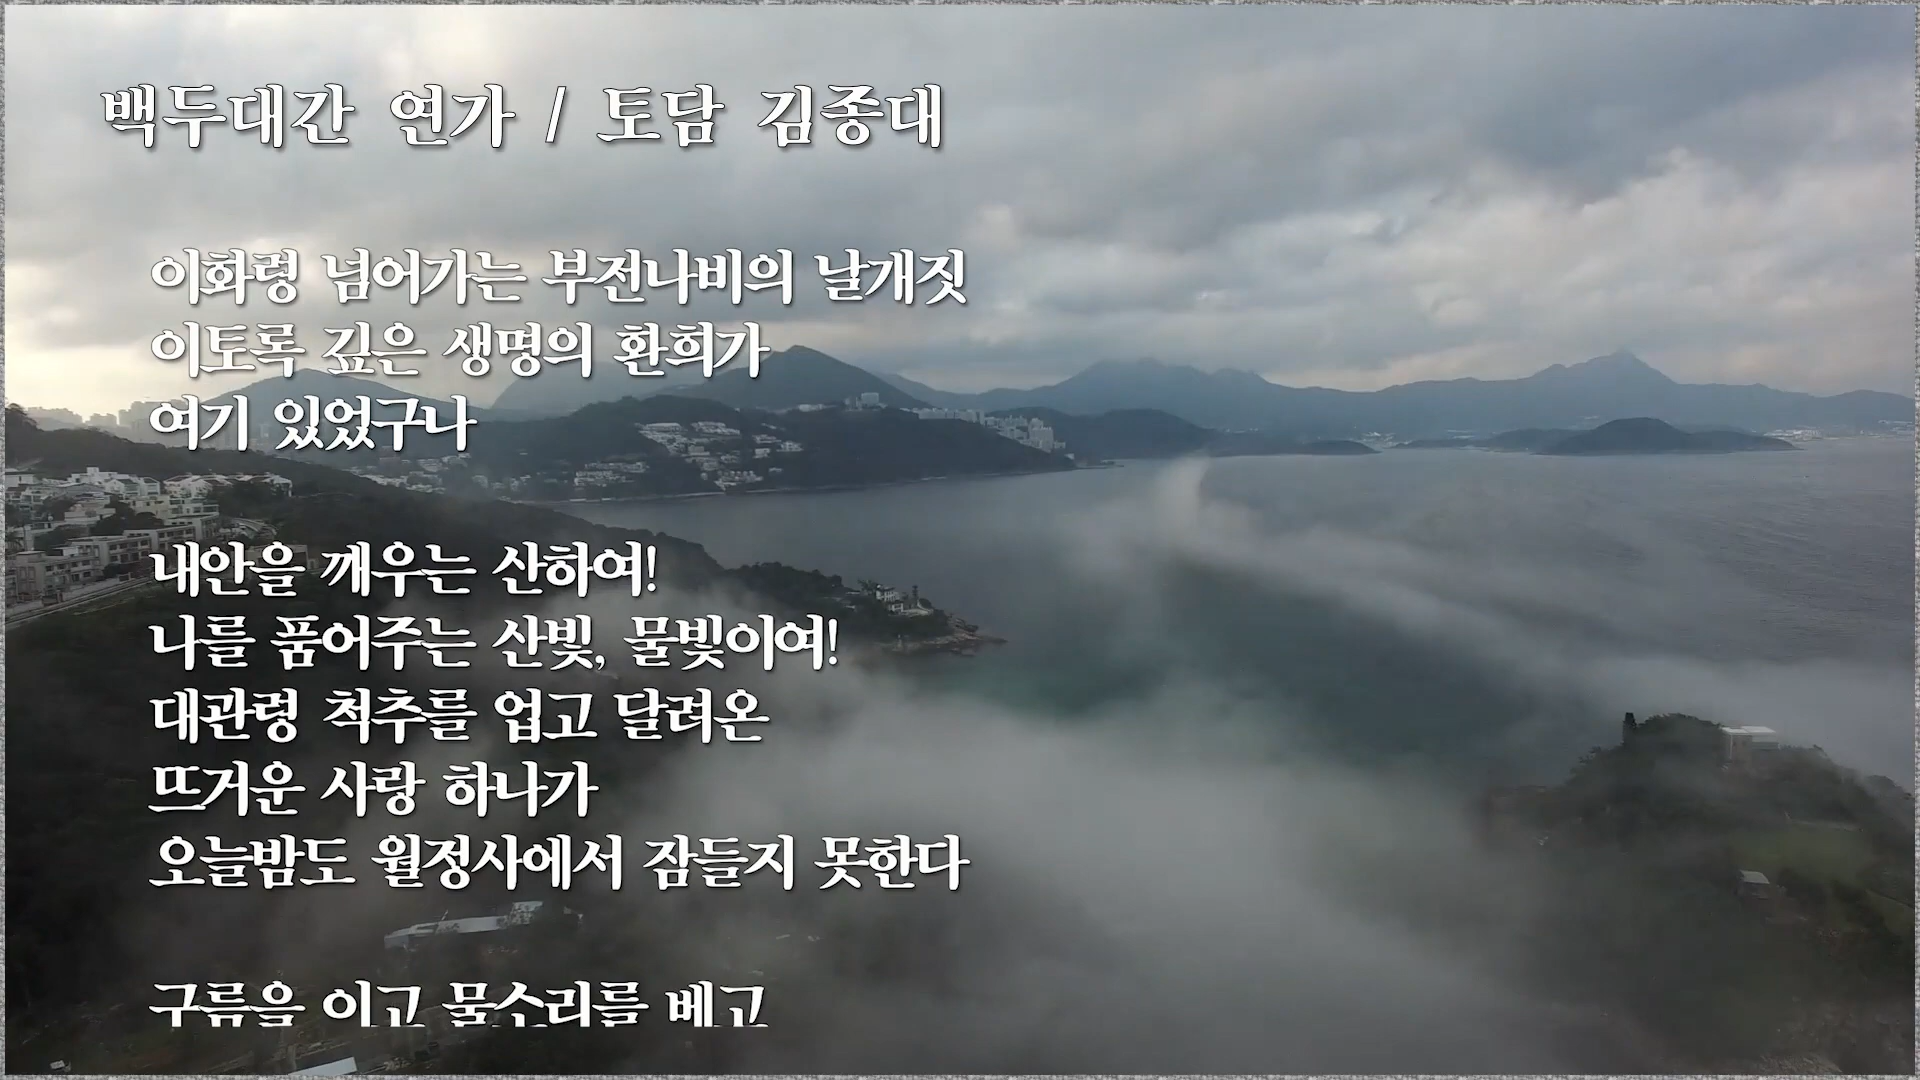 백두대간 연가 / 토담 김종대
이화령 넘어가는 부전나비의 날개짓
이토록 깊은 생명의 환희가
여기 있었구나
내안을 깨우는 산하여!
나를 품어주는 산빛, 물빛이여!
대관령 척추를 업고 달려온
뜨거운 사랑 하나가
오늘밤도 월정사에서 잠들지 못한다
구름을 이고 물소리를 베고